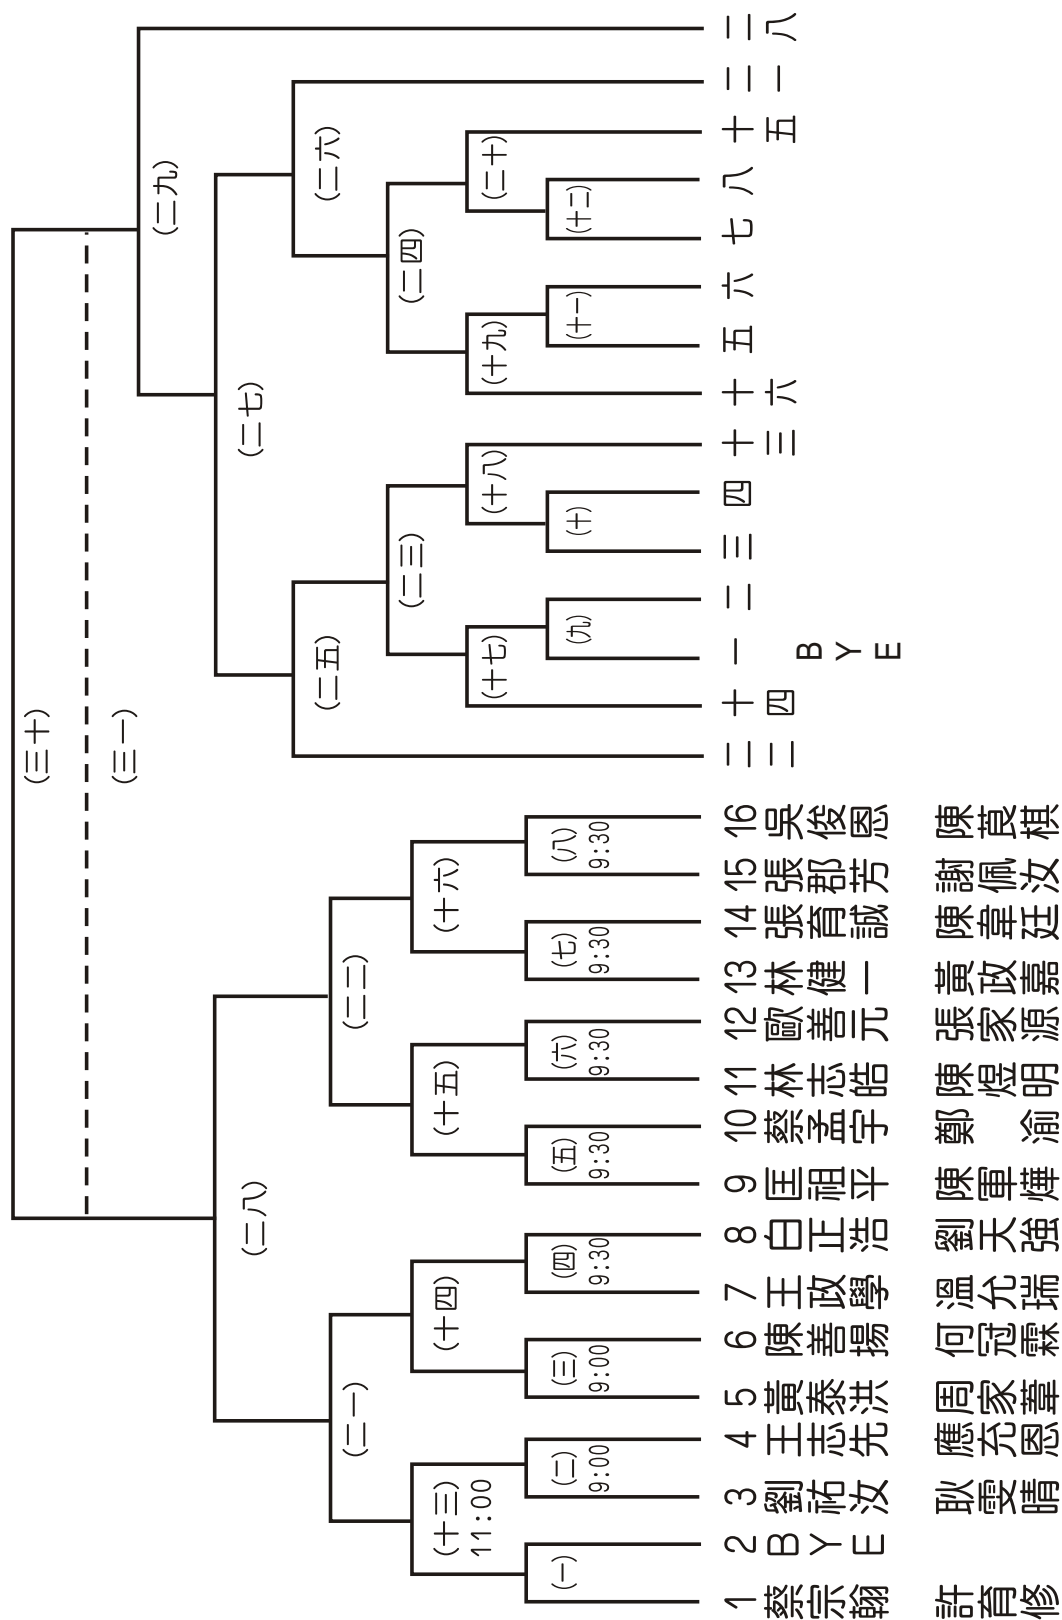 (三十)
(三一)
(二八)
(二九)
(二一)
(二二)
(二七)
(十三)
11:00
(十四)
(十五)
(十六)
(二五)
(二六)
(二三)
(二四)
(十七)
(十八)
(十九)
(二十)
(一)
(二)
9:00
(三)
9:00
(四)
9:30
(五)
9:30
(六)
9:30
(七)
9:30
(八)
9:30
(九)
(十)
(十一)
(十二)
1 蔡宗翰 許育修
2 BYE
3 劉祐汝 耿雯晴
4 王志先 應充恩
5 黃泰洪 周家葦
6 陳善揚 何冠霖
7 王政學 溫允瑞
8 白正浩 劉天強
9 匡祖平 陳軍燁
10 蔡孟宇 鄭 渝
11 林志皓 陳煜明
12 歐善元 張家源
13 林健一 黃政嘉
14 張育誠 陳韋廷
15 張郡芳 謝佩汝
16 吳俊恩 陳莨棋
二二
十四
一 BYE
二
三
四
十三
十六
五
六
七
八
十五
二一
二八